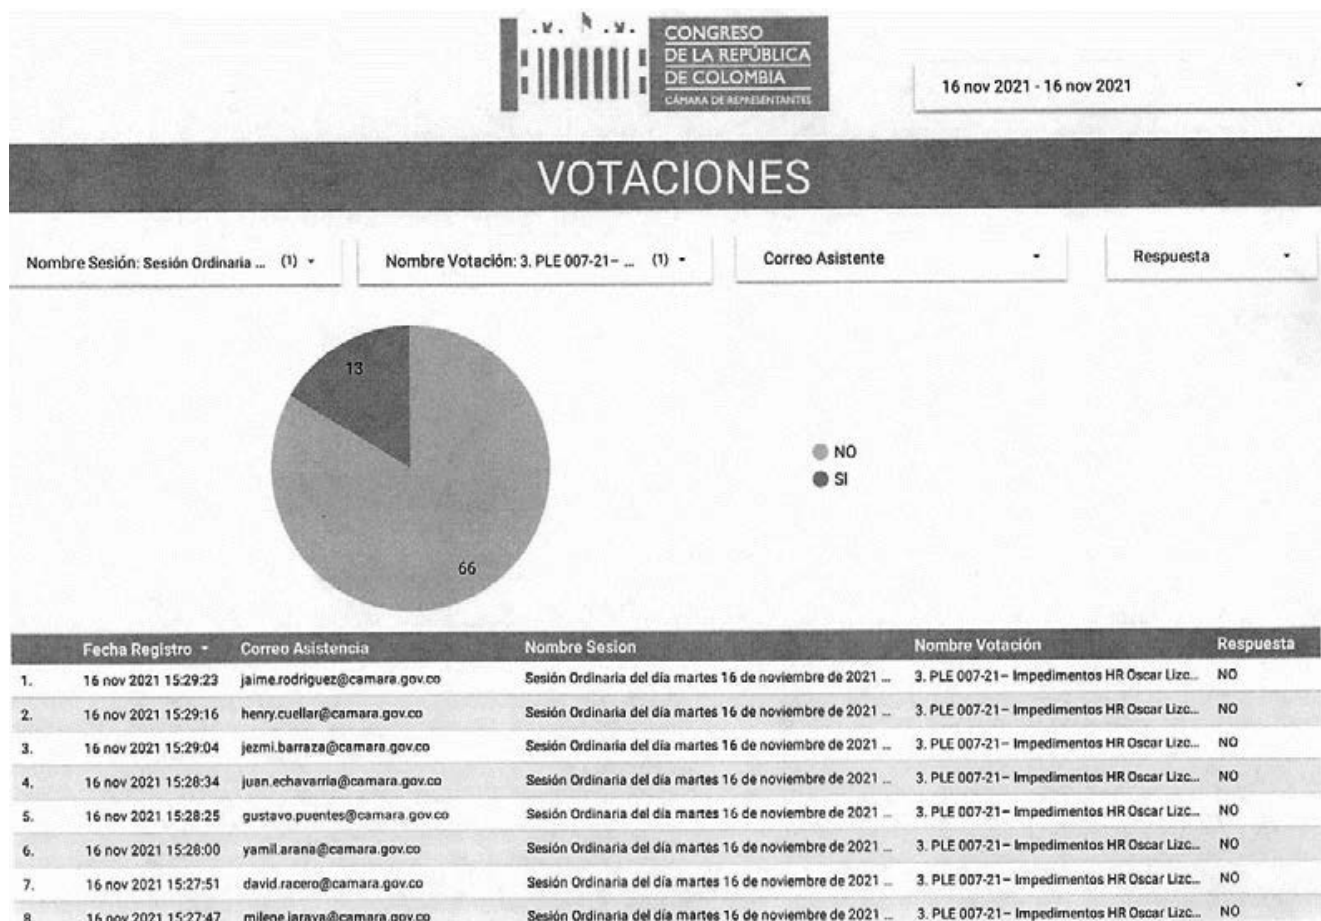 CONGRESO
DE LA REPÚBLICA
DE COLOMBIA
CÁMARA DE REPRESENTANTES
16 nov 2021 - 16 nov 2021
VOTACIONES
Nombre Sesión: Sesión Ordinaria ... (1)
Nombre Votación: 3. PLE 007-21– ... (1)
Correo Asistente
Respuesta
13
66
NO
SI
Fecha Registro Correo Asistencia Nombre Sesion Nombre Votación Respuesta
1. 16 nov 2021 15:29:23 jaime.rodriguez@camara.gov.co Sesión Ordinaria del día martes 16 de noviembre de 2021 ... 3. PLE 007-21– Impedimentos HR Oscar Lizc... NO
2. 16 nov 2021 15:29:16 henry.cuellar@camara.gov.co Sesión Ordinaria del día martes 16 de noviembre de 2021 ... 3. PLE 007-21– Impedimentos HR Oscar Lizc... NO
3. 16 nov 2021 15:29:04 jezmi.barraza@camara.gov.co Sesión Ordinaria del día martes 16 de noviembre de 2021 ... 3. PLE 007-21– Impedimentos HR Oscar Lizc... NO
4. 16 nov 2021 15:28:34 juan.echavarria@camara.gov.co Sesión Ordinaria del día martes 16 de noviembre de 2021 ... 3. PLE 007-21– Impedimentos HR Oscar Lizc... NO
5. 16 nov 2021 15:28:25 gustavo.puentes@camara.gov.co Sesión Ordinaria del día martes 16 de noviembre de 2021 ... 3. PLE 007-21– Impedimentos HR Oscar Lizc... NO
6. 16 nov 2021 15:28:00 yamil.arana@camara.gov.co Sesión Ordinaria del día martes 16 de noviembre de 2021 ... 3. PLE 007-21– Impedimentos HR Oscar Lizc... NO
7. 16 nov 2021 15:27:51 david.racero@camara.gov.co Sesión Ordinaria del día martes 16 de noviembre de 2021 ... 3. PLE 007-21– Impedimentos HR Oscar Lizc... NO
8. 16 nov 2021 15:27:47 milene.jarava@camara.gov.co Sesión Ordinaria del día martes 16 de noviembre de 2021 ... 3. PLE 007-21– Impedimentos HR Oscar Lizc... NO